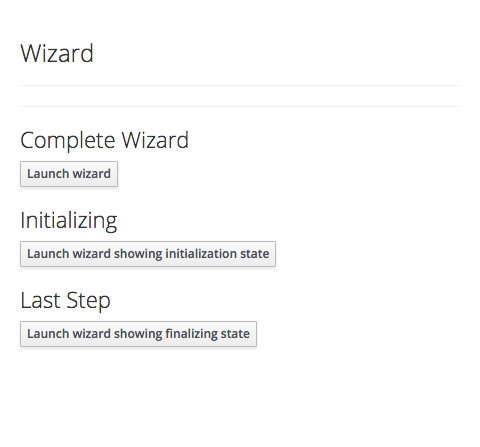 Wizard
Complete Wizard
Launch wizard
Initializing
Launch wizard showing initialization state
Last Step
Launch wizard showing finalizing state